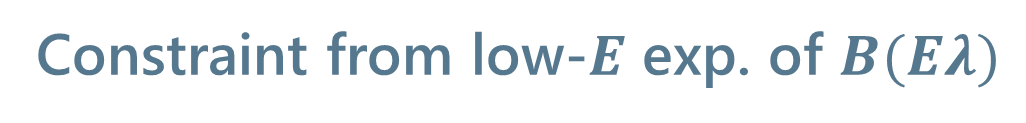 Constraint from low-E exp. of B(Eλ)